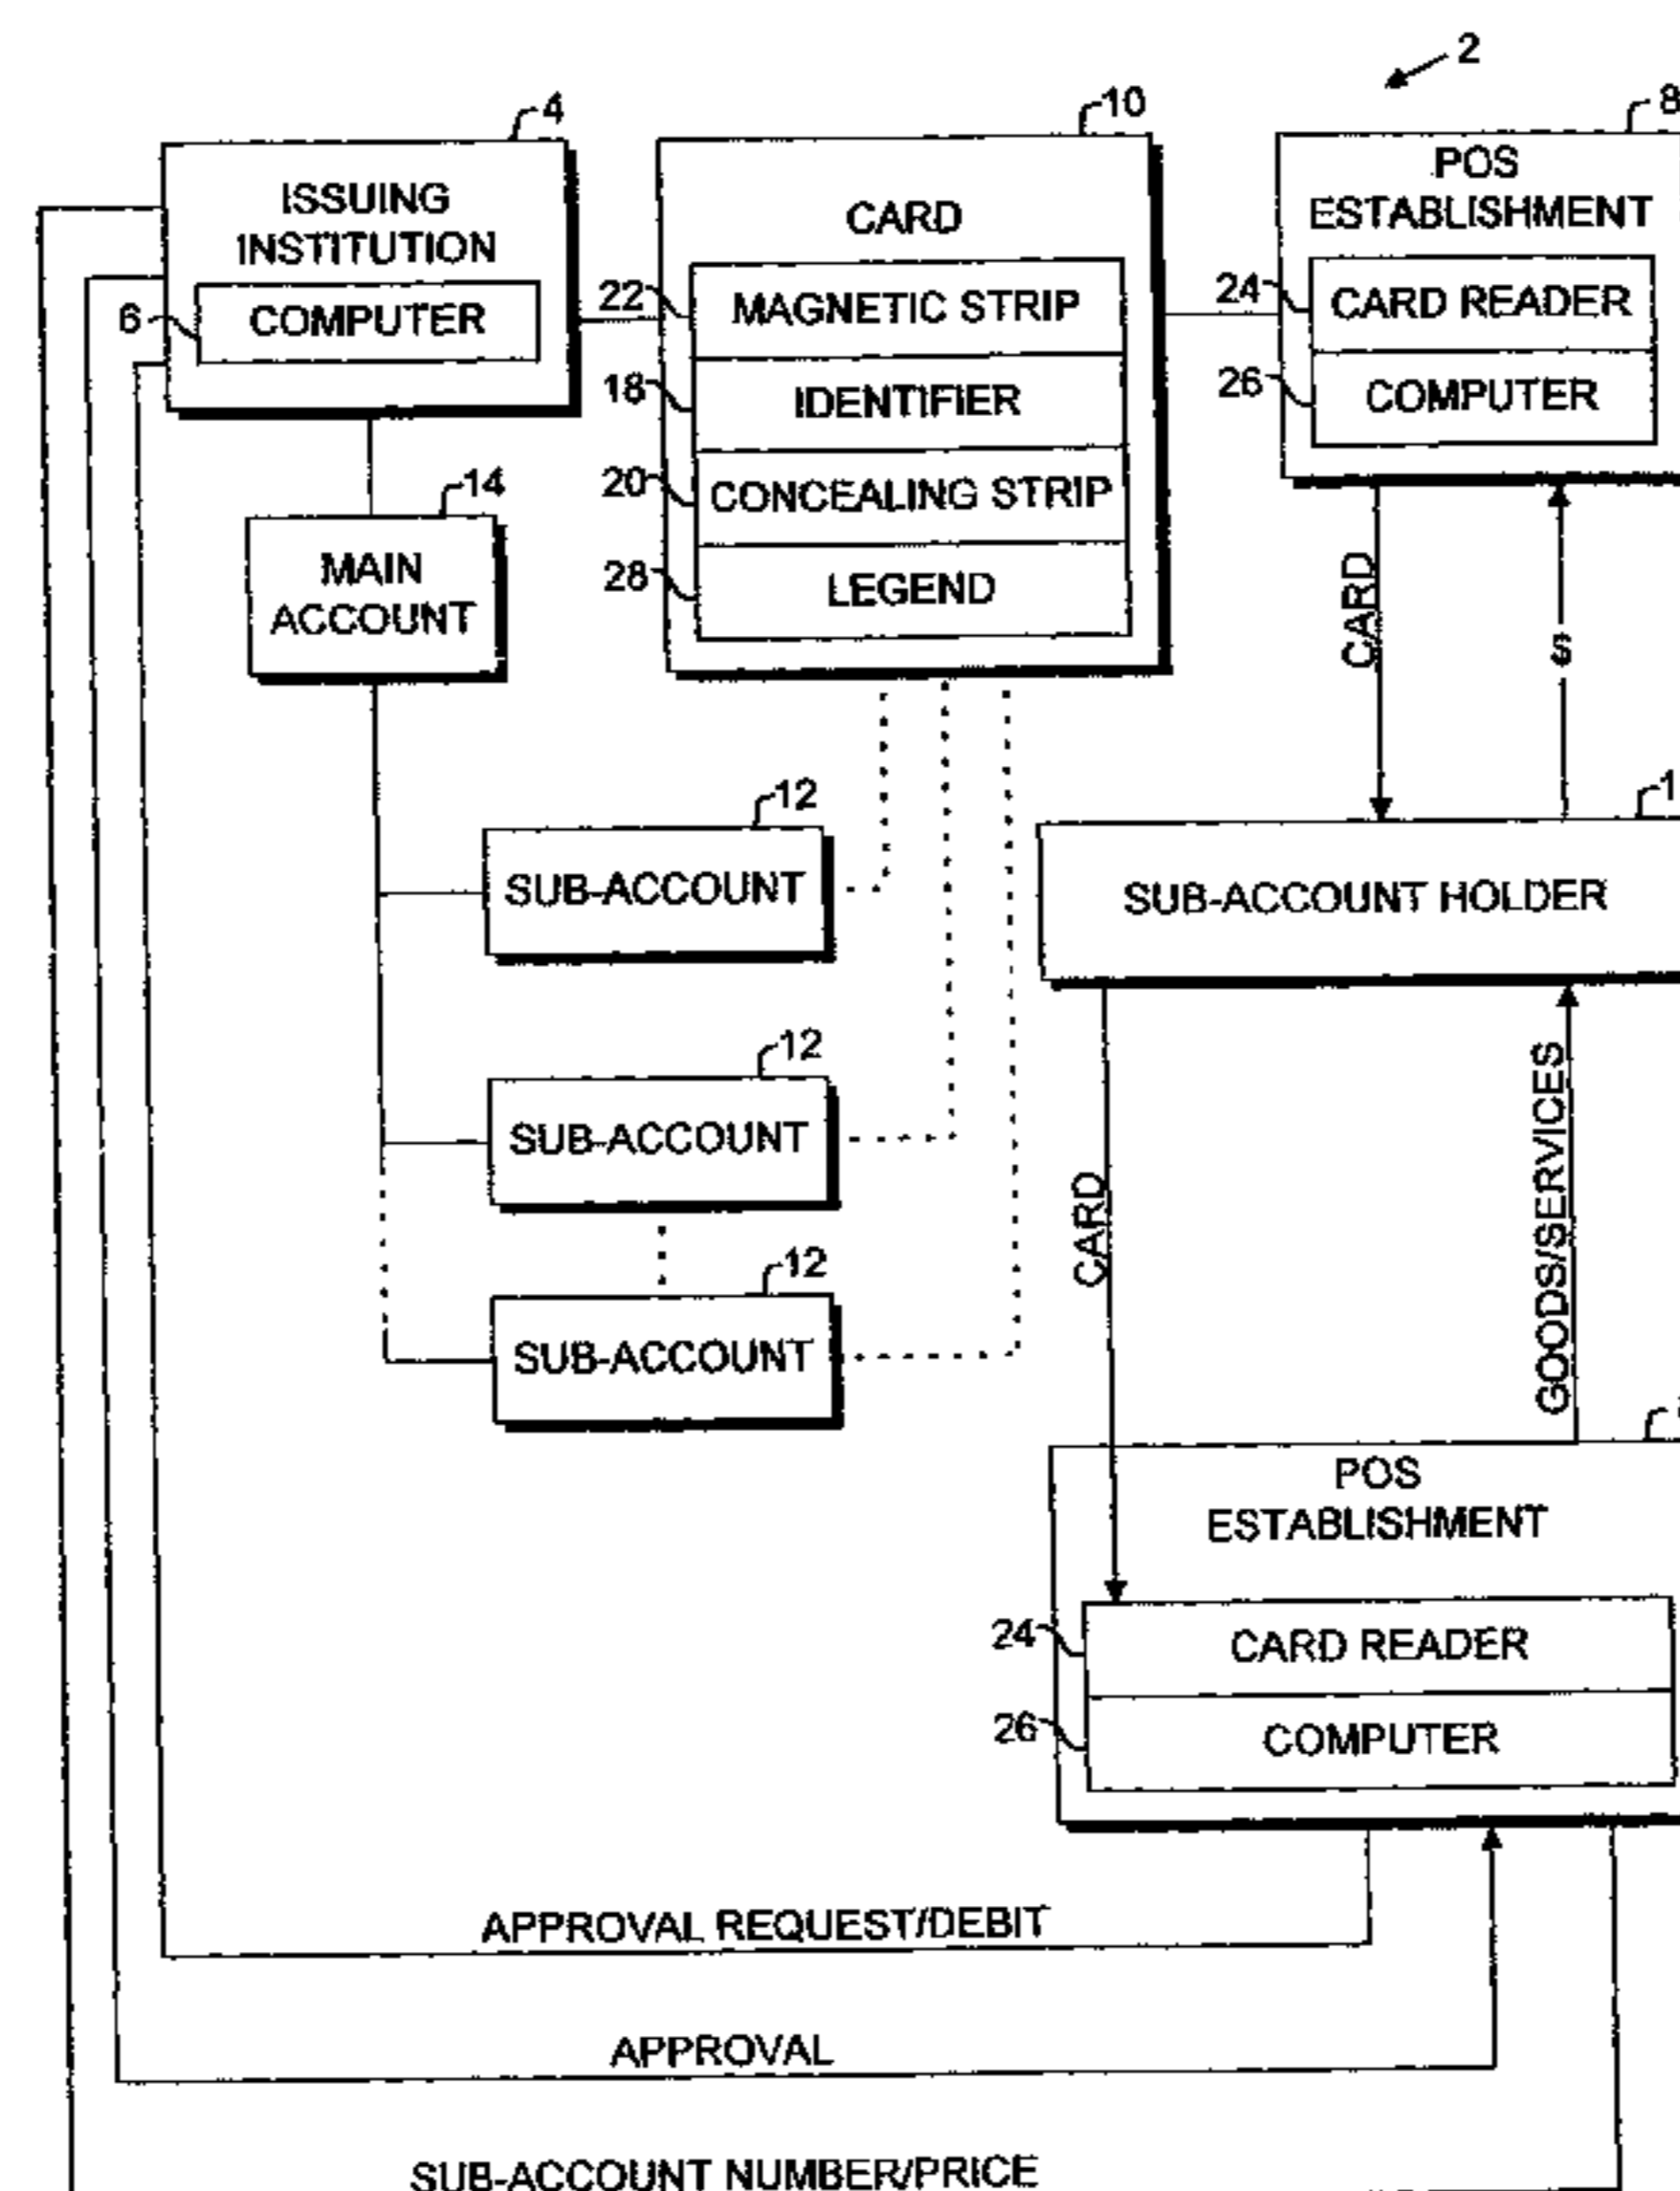 2
4
ISSUING
INSTITUTION
6
COMPUTER
10
CARD
22
MAGNETIC STRIP
18
IDENTIFIER
20
CONCEALING STRIP
28
LEGEND
8
POS
ESTABLISHMENT
24
CARD READER
26
COMPUTER
14
MAIN
ACCOUNT
CARD
$
12
SUB-ACCOUNT
SUB-ACCOUNT HOLDER
12
SUB-ACCOUNT
12
SUB-ACCOUNT
CARD
GOODS/SERVICES
POS
ESTABLISHMENT
24
CARD READER
26
COMPUTER
APPROVAL REQUEST/DEBIT
APPROVAL
SUB-ACCOUNT NUMBER/PRICE